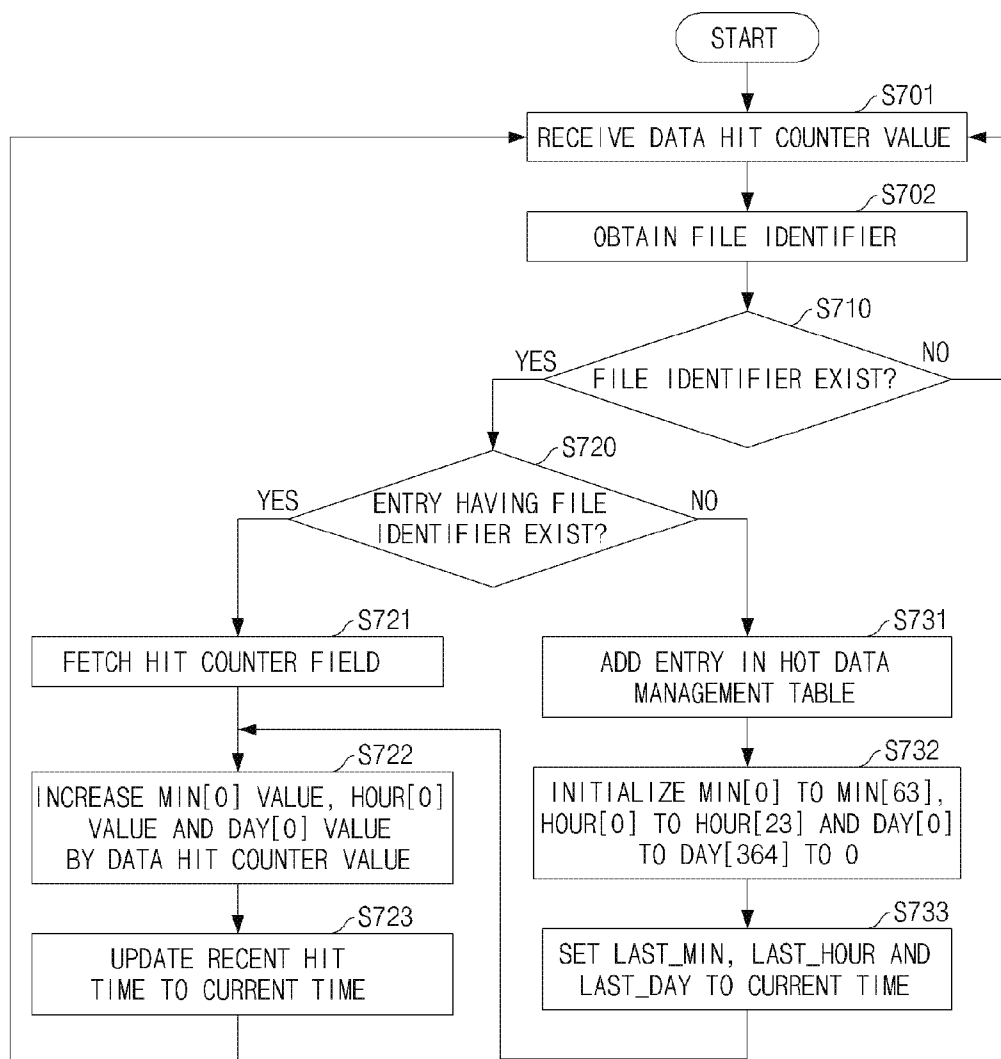 START
S701
RECEIVE DATA HIT COUNTER VALUE
S702
OBTAIN FILE IDENTIFIER
S710
YES
NO
FILE IDENTIFIER EXIST?
S720
YES
NO
ENTRY HAVING FILE
IDENTIFIER EXIST?
S721
FETCH HIT COUNTER FIELD
S731
ADD ENTRY IN HOT DATA
MANAGEMENT TABLE
S722
INCREASE MIN[0] VALUE, HOUR[0]
VALUE AND DAY[0] VALUE
BY DATA HIT COUNTER VALUE
S732
INITIALIZE MIN[0] TO MIN[63],
HOUR[0] TO HOUR[23] AND DAY[0]
TO DAY[364] TO 0
S723
UPDATE RECENT HIT
TIME TO CURRENT TIME
S733
SET LAST_MIN, LAST_HOUR AND
LAST_DAY TO CURRENT TIME